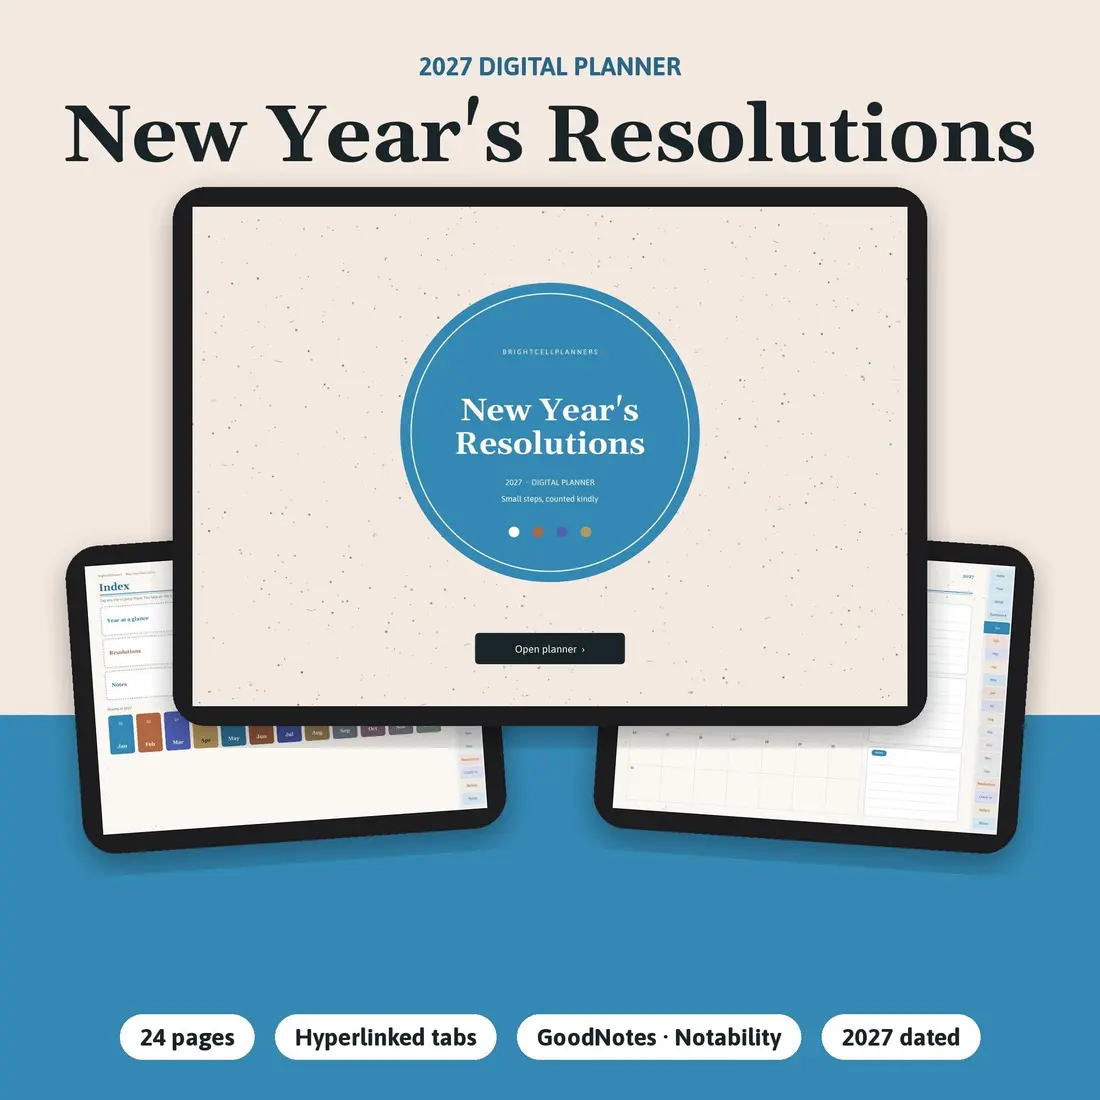 2027 DIGITAL PLANNER
New Year's Resolutions
BRIGHTCELLPLANNERS
New Year's
Resolutions
2027 · DIGITAL PLANNER
Small steps, counted kindly
Open planner ›
Index
Year at a glance
Resolutions
Notes
Jan
Feb
Mar
Apr
May
Jun
Jul
Aug
Sep
Oct
Nov
2027
24 pages
Hyperlinked tabs
GoodNotes · Notability
2027 dated